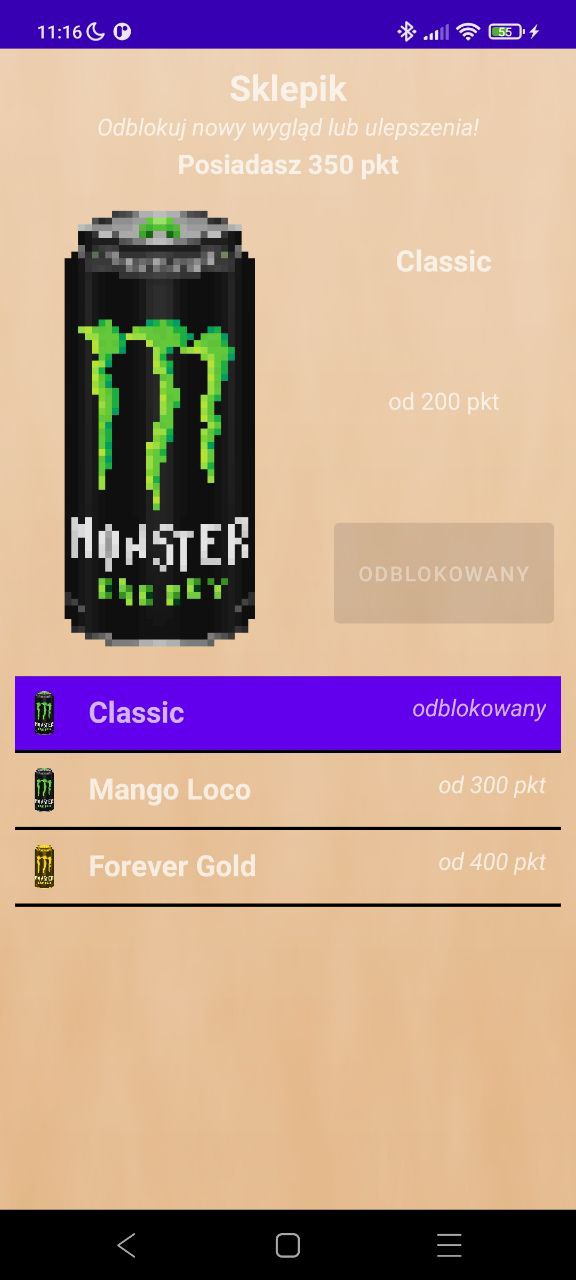 11:16
55
Sklepik
Odblokuj nowy wygląd lub ulepszenia!
Posiadasz 350 pkt
Classic
od 200 pkt
MONSTER
ENERGY
ODBLOKOWANY
Classic
odblokowany
Mango Loco
od 300 pkt
Forever Gold
od 400 pkt